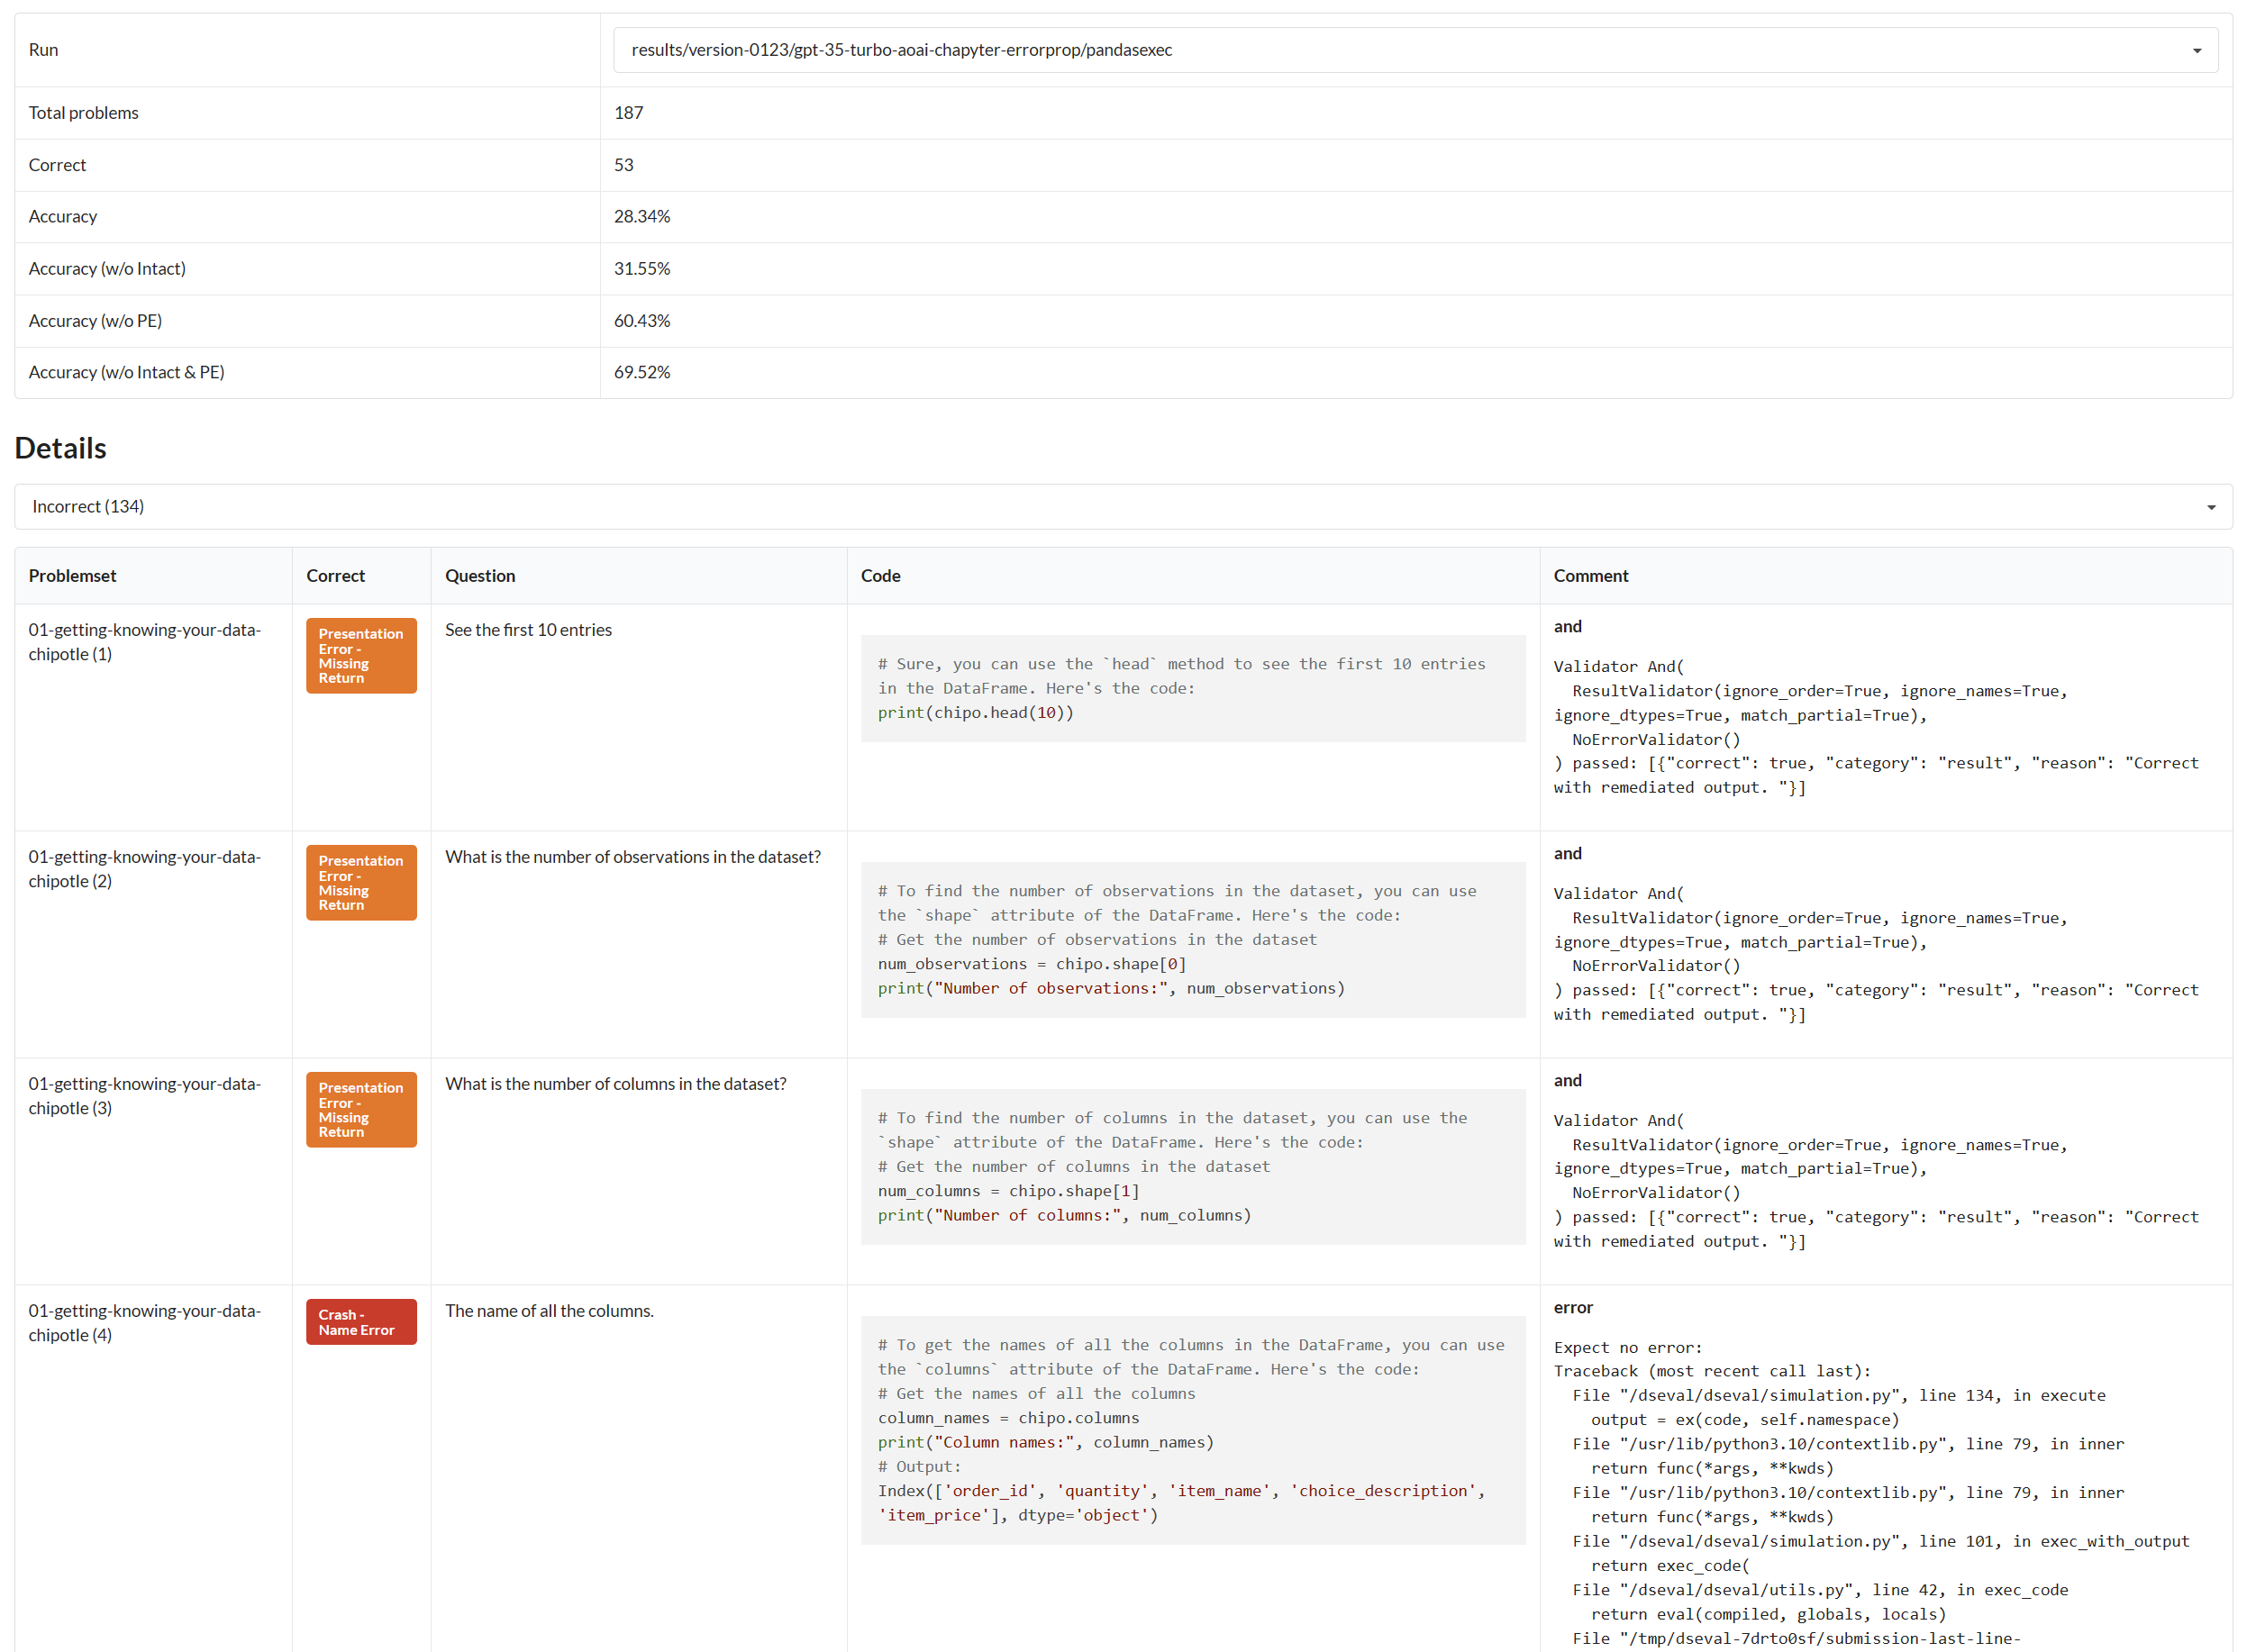 Run
results/version-0123/gpt-35-turbo-aoai-chapyter-errorprop/pandasexec
Total problems
187
Correct
53
Accuracy
28.34%
Accuracy (w/o Intact)
31.55%
Accuracy (w/o PE)
60.43%
Accuracy (w/o Intact & PE)
69.52%
Details
Incorrect (134)
Problemset
Correct
Question
Code
Comment
01-getting-knowing-your-data-
chipotle (1)
Presentation
Error -
Missing
Return
See the first 10 entries
# Sure, you can use the `head` method to see the first 10 entries
in the DataFrame. Here's the code:
print(chipo.head(10))
and
Validator And(
  ResultValidator(ignore_order=True, ignore_names=True,
ignore_dtypes=True, match_partial=True),
  NoErrorValidator()
) passed: [{"correct": true, "category": "result", "reason": "Correct
with remediated output. "}]
01-getting-knowing-your-data-
chipotle (2)
Presentation
Error -
Missing
Return
What is the number of observations in the dataset?
# To find the number of observations in the dataset, you can use
the `shape` attribute of the DataFrame. Here's the code:
# Get the number of observations in the dataset
num_observations = chipo.shape[0]
print("Number of observations:", num_observations)
and
Validator And(
  ResultValidator(ignore_order=True, ignore_names=True,
ignore_dtypes=True, match_partial=True),
  NoErrorValidator()
) passed: [{"correct": true, "category": "result", "reason": "Correct
with remediated output. "}]
01-getting-knowing-your-data-
chipotle (3)
Presentation
Error -
Missing
Return
What is the number of columns in the dataset?
# To find the number of columns in the dataset, you can use the
`shape` attribute of the DataFrame. Here's the code:
# Get the number of columns in the dataset
num_columns = chipo.shape[1]
print("Number of columns:", num_columns)
and
Validator And(
  ResultValidator(ignore_order=True, ignore_names=True,
ignore_dtypes=True, match_partial=True),
  NoErrorValidator()
) passed: [{"correct": true, "category": "result", "reason": "Correct
with remediated output. "}]
01-getting-knowing-your-data-
chipotle (4)
Crash -
Name Error
The name of all the columns.
# To get the names of all the columns in the DataFrame, you can use
the `columns` attribute of the DataFrame. Here's the code:
# Get the names of all the columns
column_names = chipo.columns
print("Column names:", column_names)
# Output:
Index(['order_id', 'quantity', 'item_name', 'choice_description',
'item_price'], dtype='object')
error
Expect no error:
Traceback (most recent call last):
  File "/dseval/dseval/simulation.py", line 134, in execute
    output = ex(code, self.namespace)
  File "/usr/lib/python3.10/contextlib.py", line 79, in inner
    return func(*args, **kwds)
  File "/usr/lib/python3.10/contextlib.py", line 79, in inner
    return func(*args, **kwds)
  File "/dseval/dseval/simulation.py", line 101, in exec_with_output
    return exec_code(
  File "/dseval/dseval/utils.py", line 42, in exec_code
    return eval(compiled, globals, locals)
  File "/tmp/dseval-7drto0sf/submission-last-line-